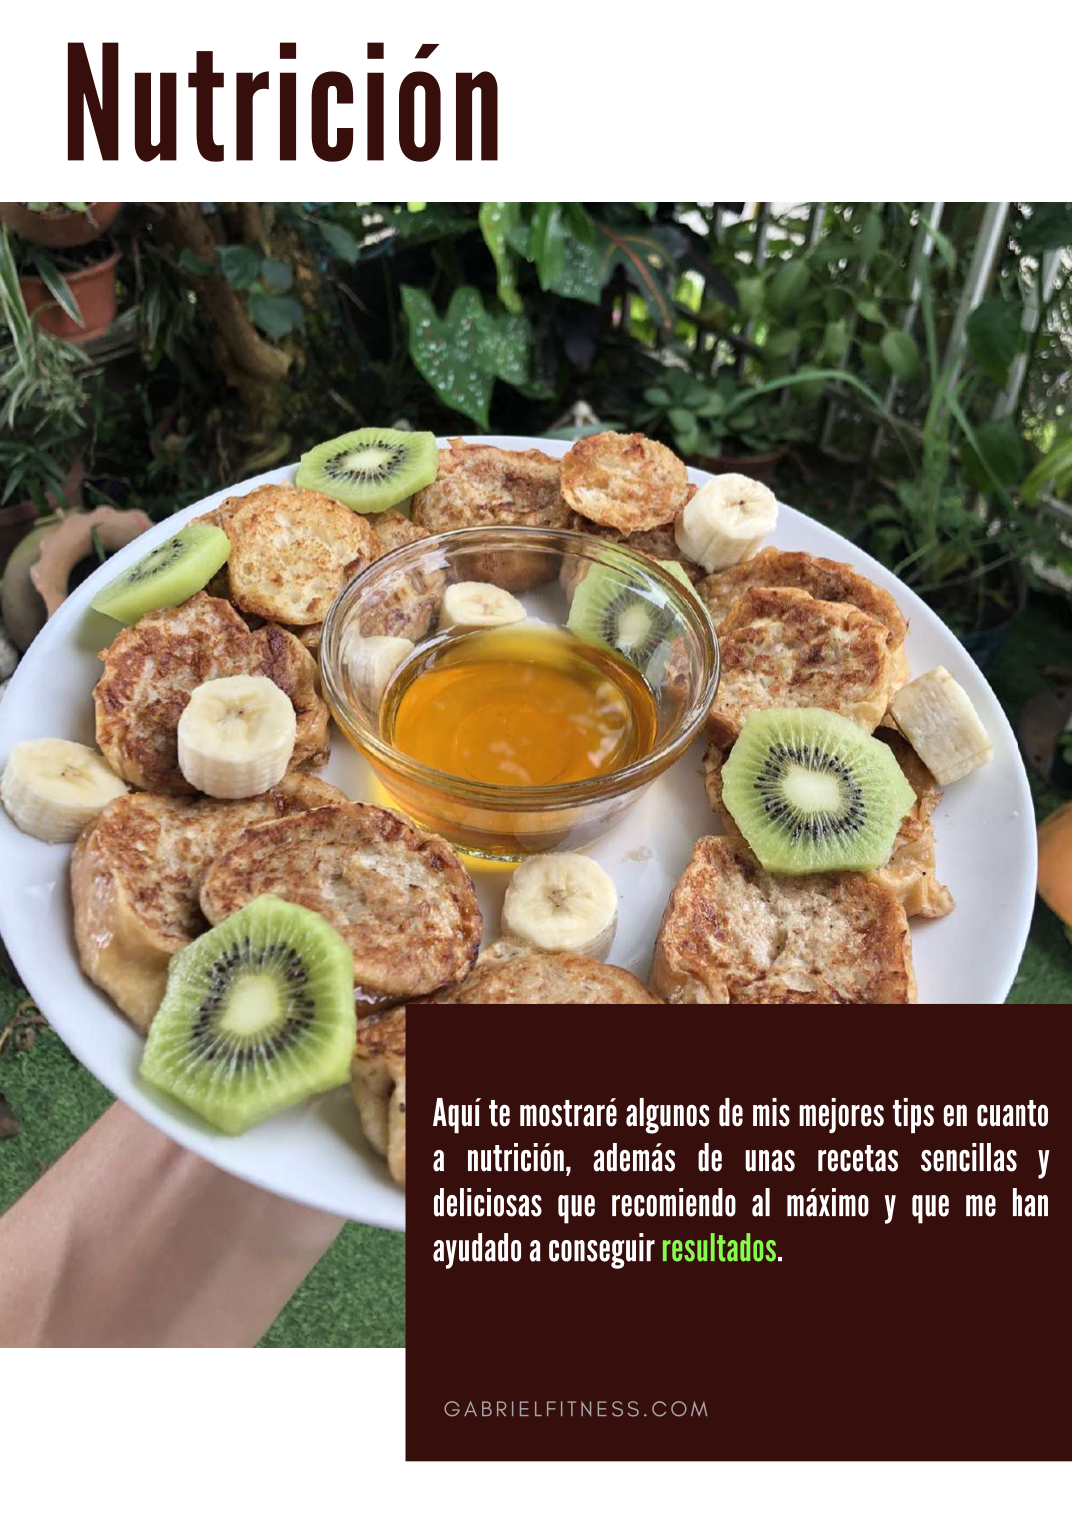 Nutrición
Aquí te mostraré algunos de mis mejores tips en cuanto
a nutrición, además de unas recetas sencillas y
deliciosas que recomiendo al máximo y que me han
ayudado a conseguir resultados.
GABRIELFITNESS.COM